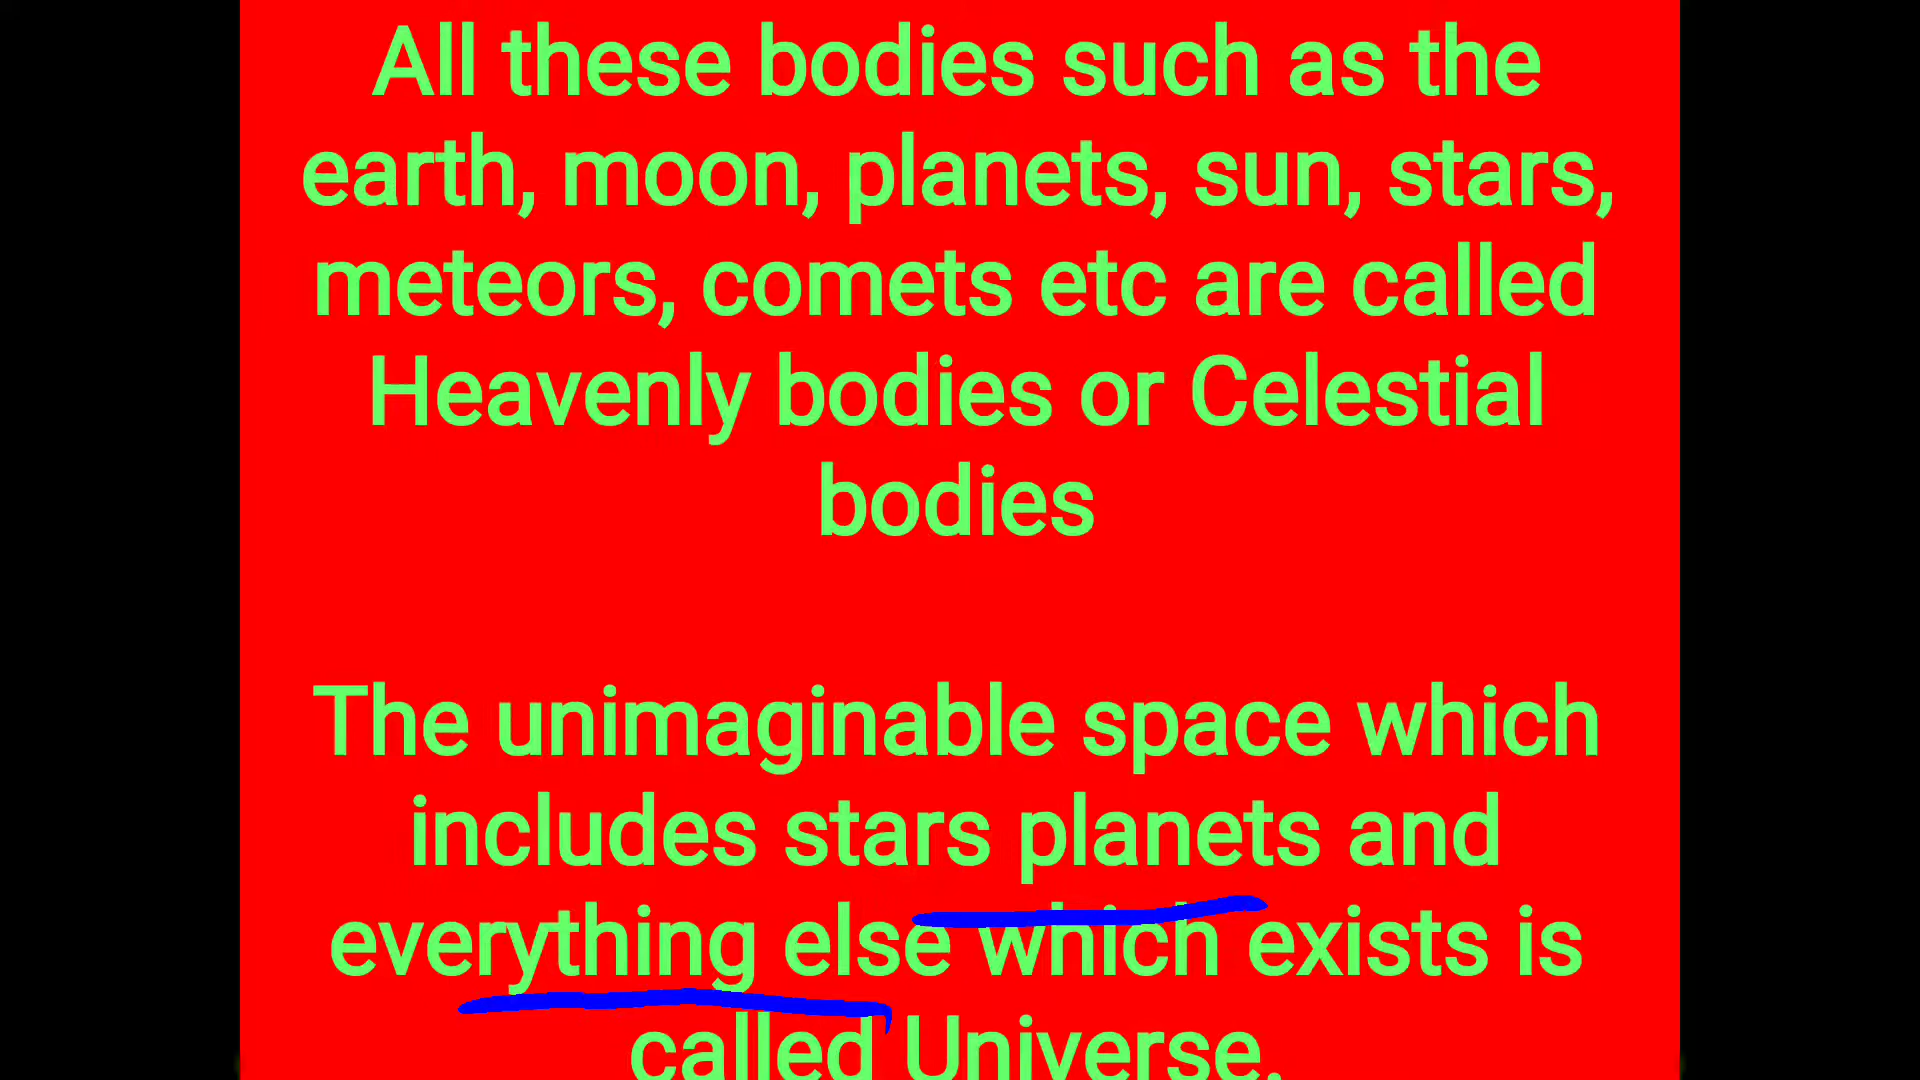 All these bodies such as the
earth, moon, planets, sun, stars,
meteors, comets etc are called
Heavenly bodies or Celestial
bodies
The unimaginable space which
includes stars planets and
everything else which exists is
called Universe.